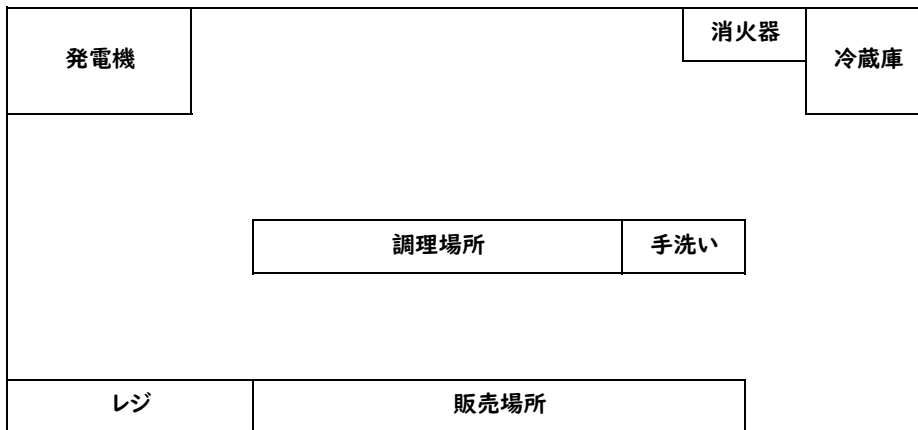 発電機
消火器
冷蔵庫
調理場所
手洗い
レジ
販売場所